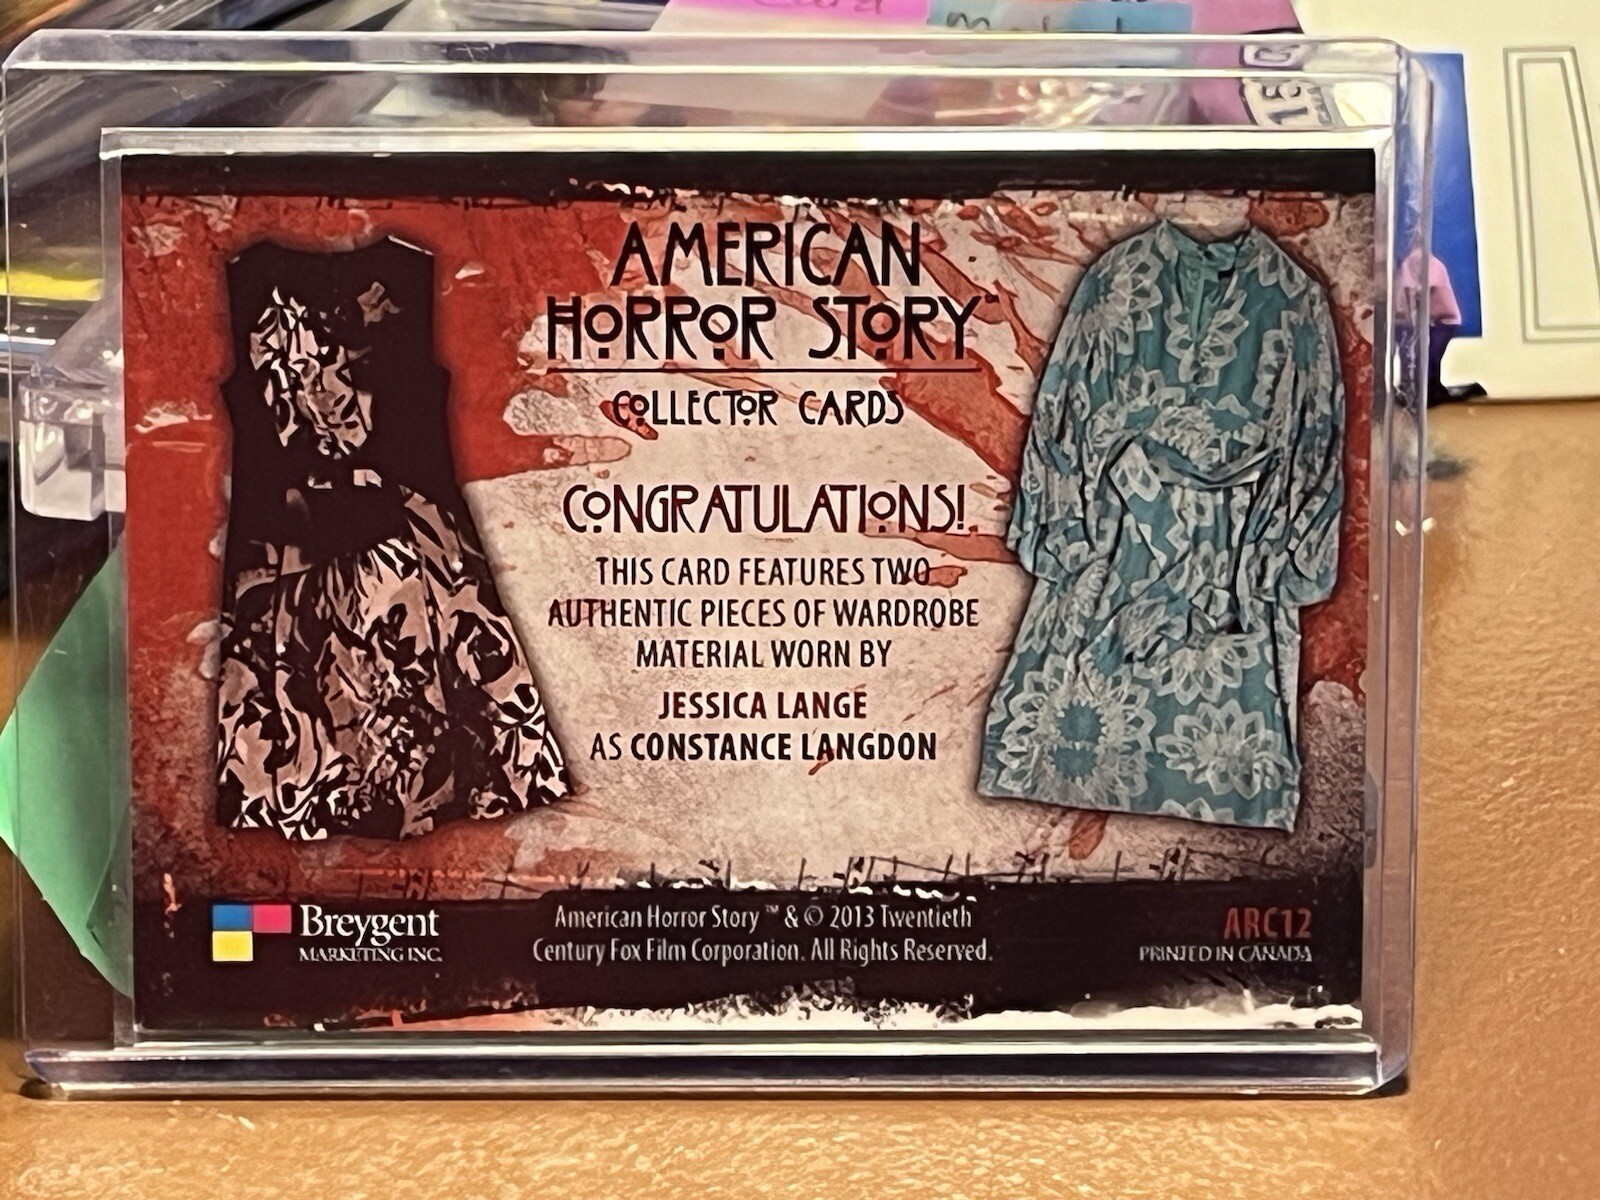 AMERICAN
HORROR STORY™
COLLECTOR CARDS
CONGRATULATIONS!
THIS CARD FEATURES TWO
AUTHENTIC PIECES OF WARDROBE
MATERIAL WORN BY
JESSICA LANGE
AS CONSTANCE LANGDON
Breygent
MARKETING INC.
American Horror Story ™ & © 2013 Twentieth
Century Fox Film Corporation. All Rights Reserved.
ARC12
PRINTED IN CANADA